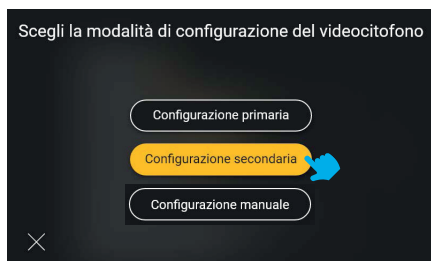 Scegli la modalità di configurazione del videocitofono
Configurazione primaria
Configurazione secondaria
Configurazione manuale